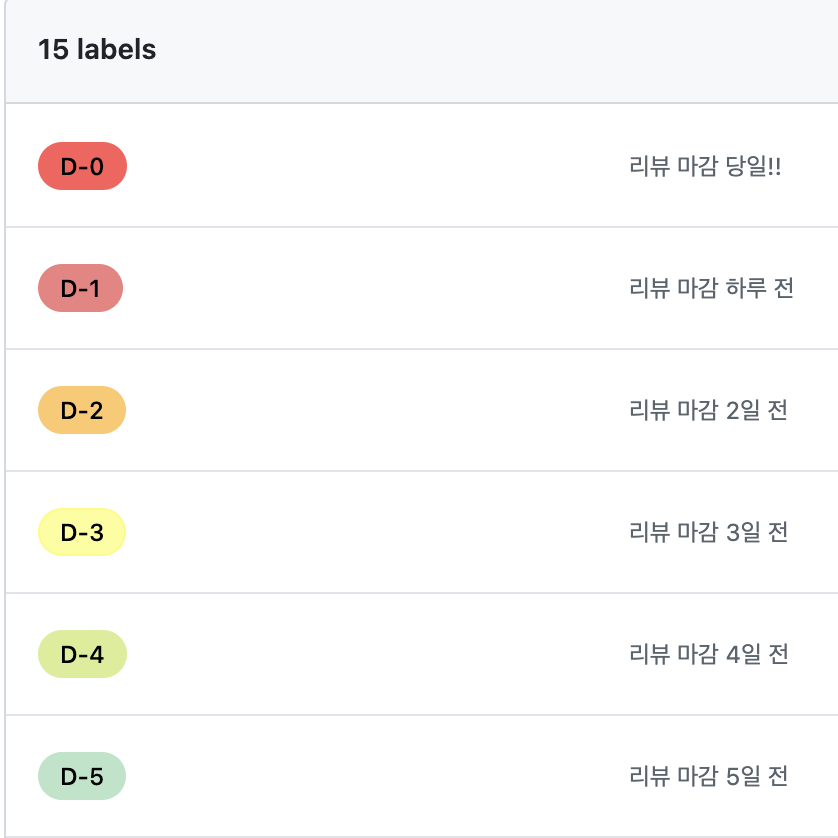 15 labels
D-0 리뷰 마감 당일!!
D-1 리뷰 마감 하루 전
D-2 리뷰 마감 2일 전
D-3 리뷰 마감 3일 전
D-4 리뷰 마감 4일 전
D-5 리뷰 마감 5일 전